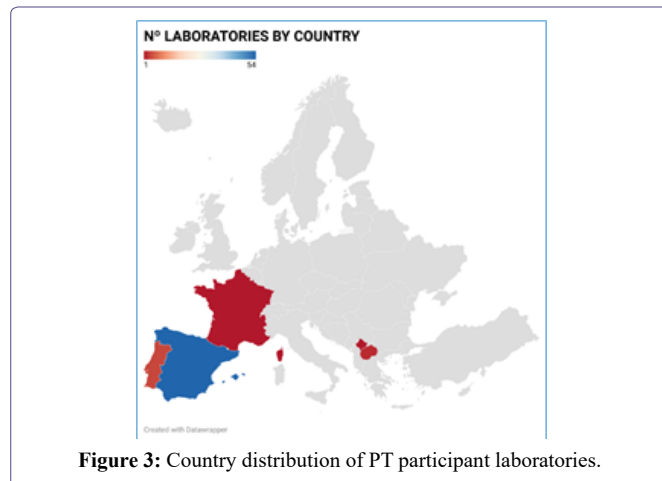 Nº LABORATORIES BY COUNTRY
1 54
Created with Datawrapper
Figure 3: Country distribution of PT participant laboratories.